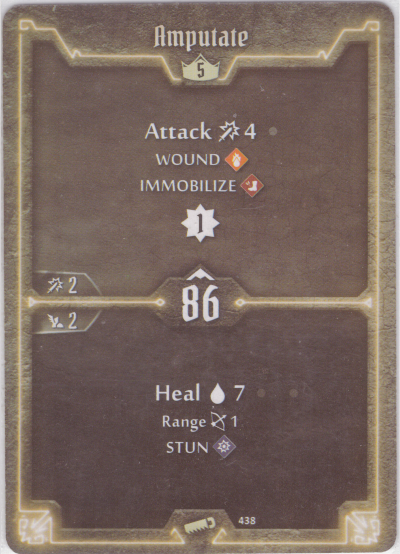 Amputate
5
Attack 4
WOUND
IMMOBILIZE
1
2
86
2
Heal 7
Range 1
STUN
438